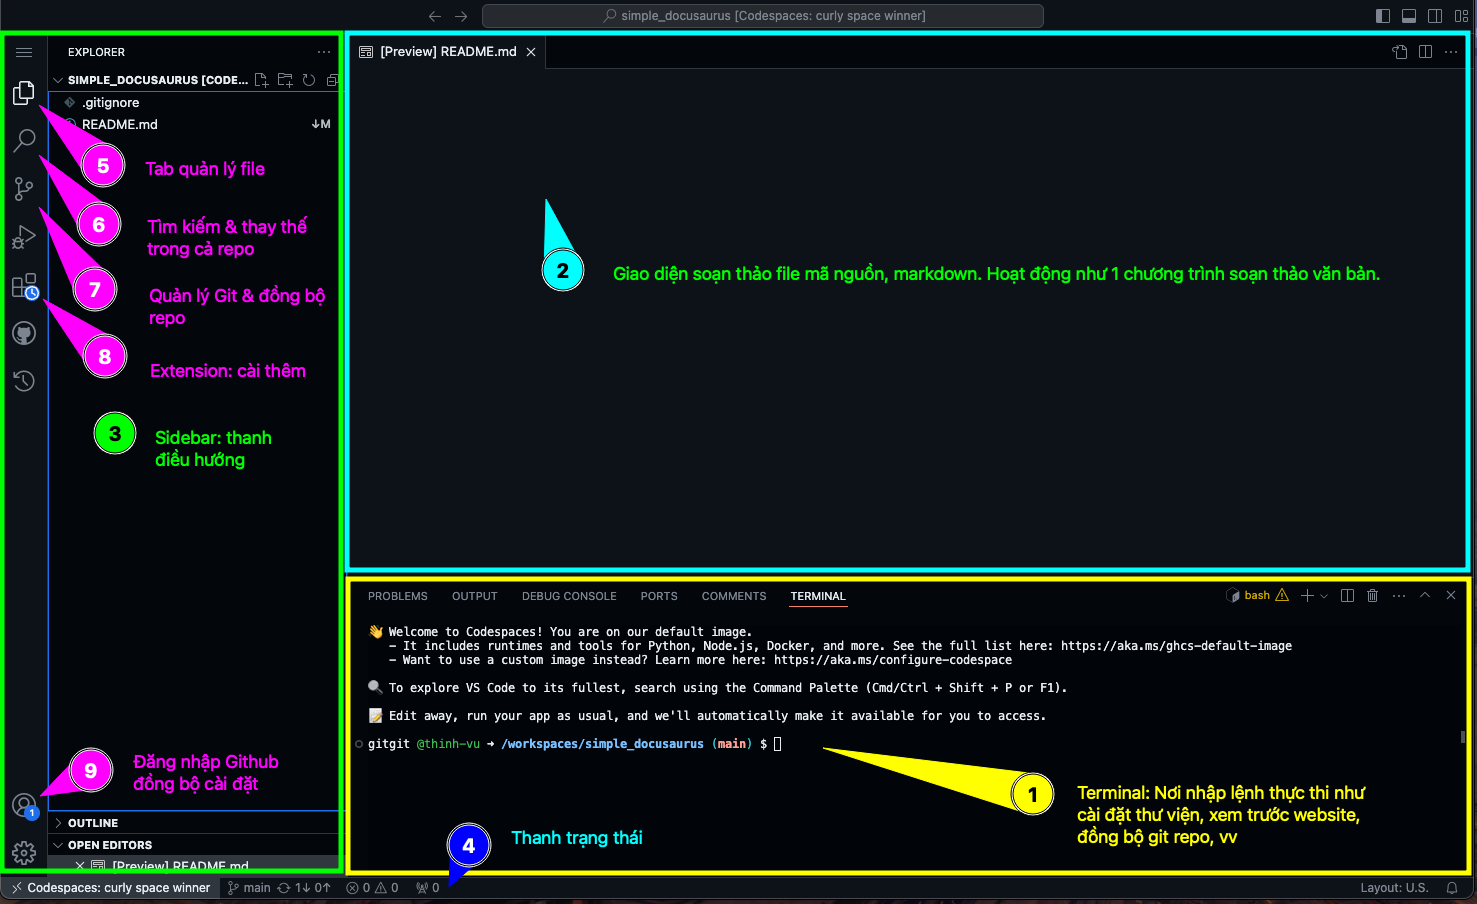 simple_docusaurus [Codespaces: curly space winner]
EXPLORER
SIMPLE_DOCUSAURUS [CODE...
.gitignore
README.md
↓M
5
Tab quản lý file
6
Tìm kiếm & thay thế
trong cả repo
7
Quản lý Git & đồng bộ
repo
8
Extension: cài thêm
3
Sidebar: thanh
điều hướng
9
Đăng nhập Github
đồng bộ cài đặt
1
OUTLINE
OPEN EDITORS
[Preview] README.md
[Preview] README.md
2
Giao diện soạn thảo file mã nguồn, markdown. Hoạt động như 1 chương trình soạn thảo văn bản.
PROBLEMS OUTPUT DEBUG CONSOLE PORTS COMMENTS TERMINAL
bash
👋 Welcome to Codespaces! You are on our default image.
- It includes runtimes and tools for Python, Node.js, Docker, and more. See the full list here: https://aka.ms/ghcs-default-image
- Want to use a custom image instead? Learn more here: https://aka.ms/configure-codespace
🔍 To explore VS Code to its fullest, search using the Command Palette (Cmd/Ctrl + Shift + P or F1).
📝 Edit away, run your app as usual, and we'll automatically make it available for you to access.
gitgit @thinh-vu ➜ /workspaces/simple_docusaurus (main) $
1
Terminal: Nơi nhập lệnh thực thi như
cài đặt thư viện, xem trước website,
đồng bộ git repo, vv
4
Thanh trạng thái
Codespaces: curly space winner
main 1↓ 0↑
0 0
0
Layout: U.S.